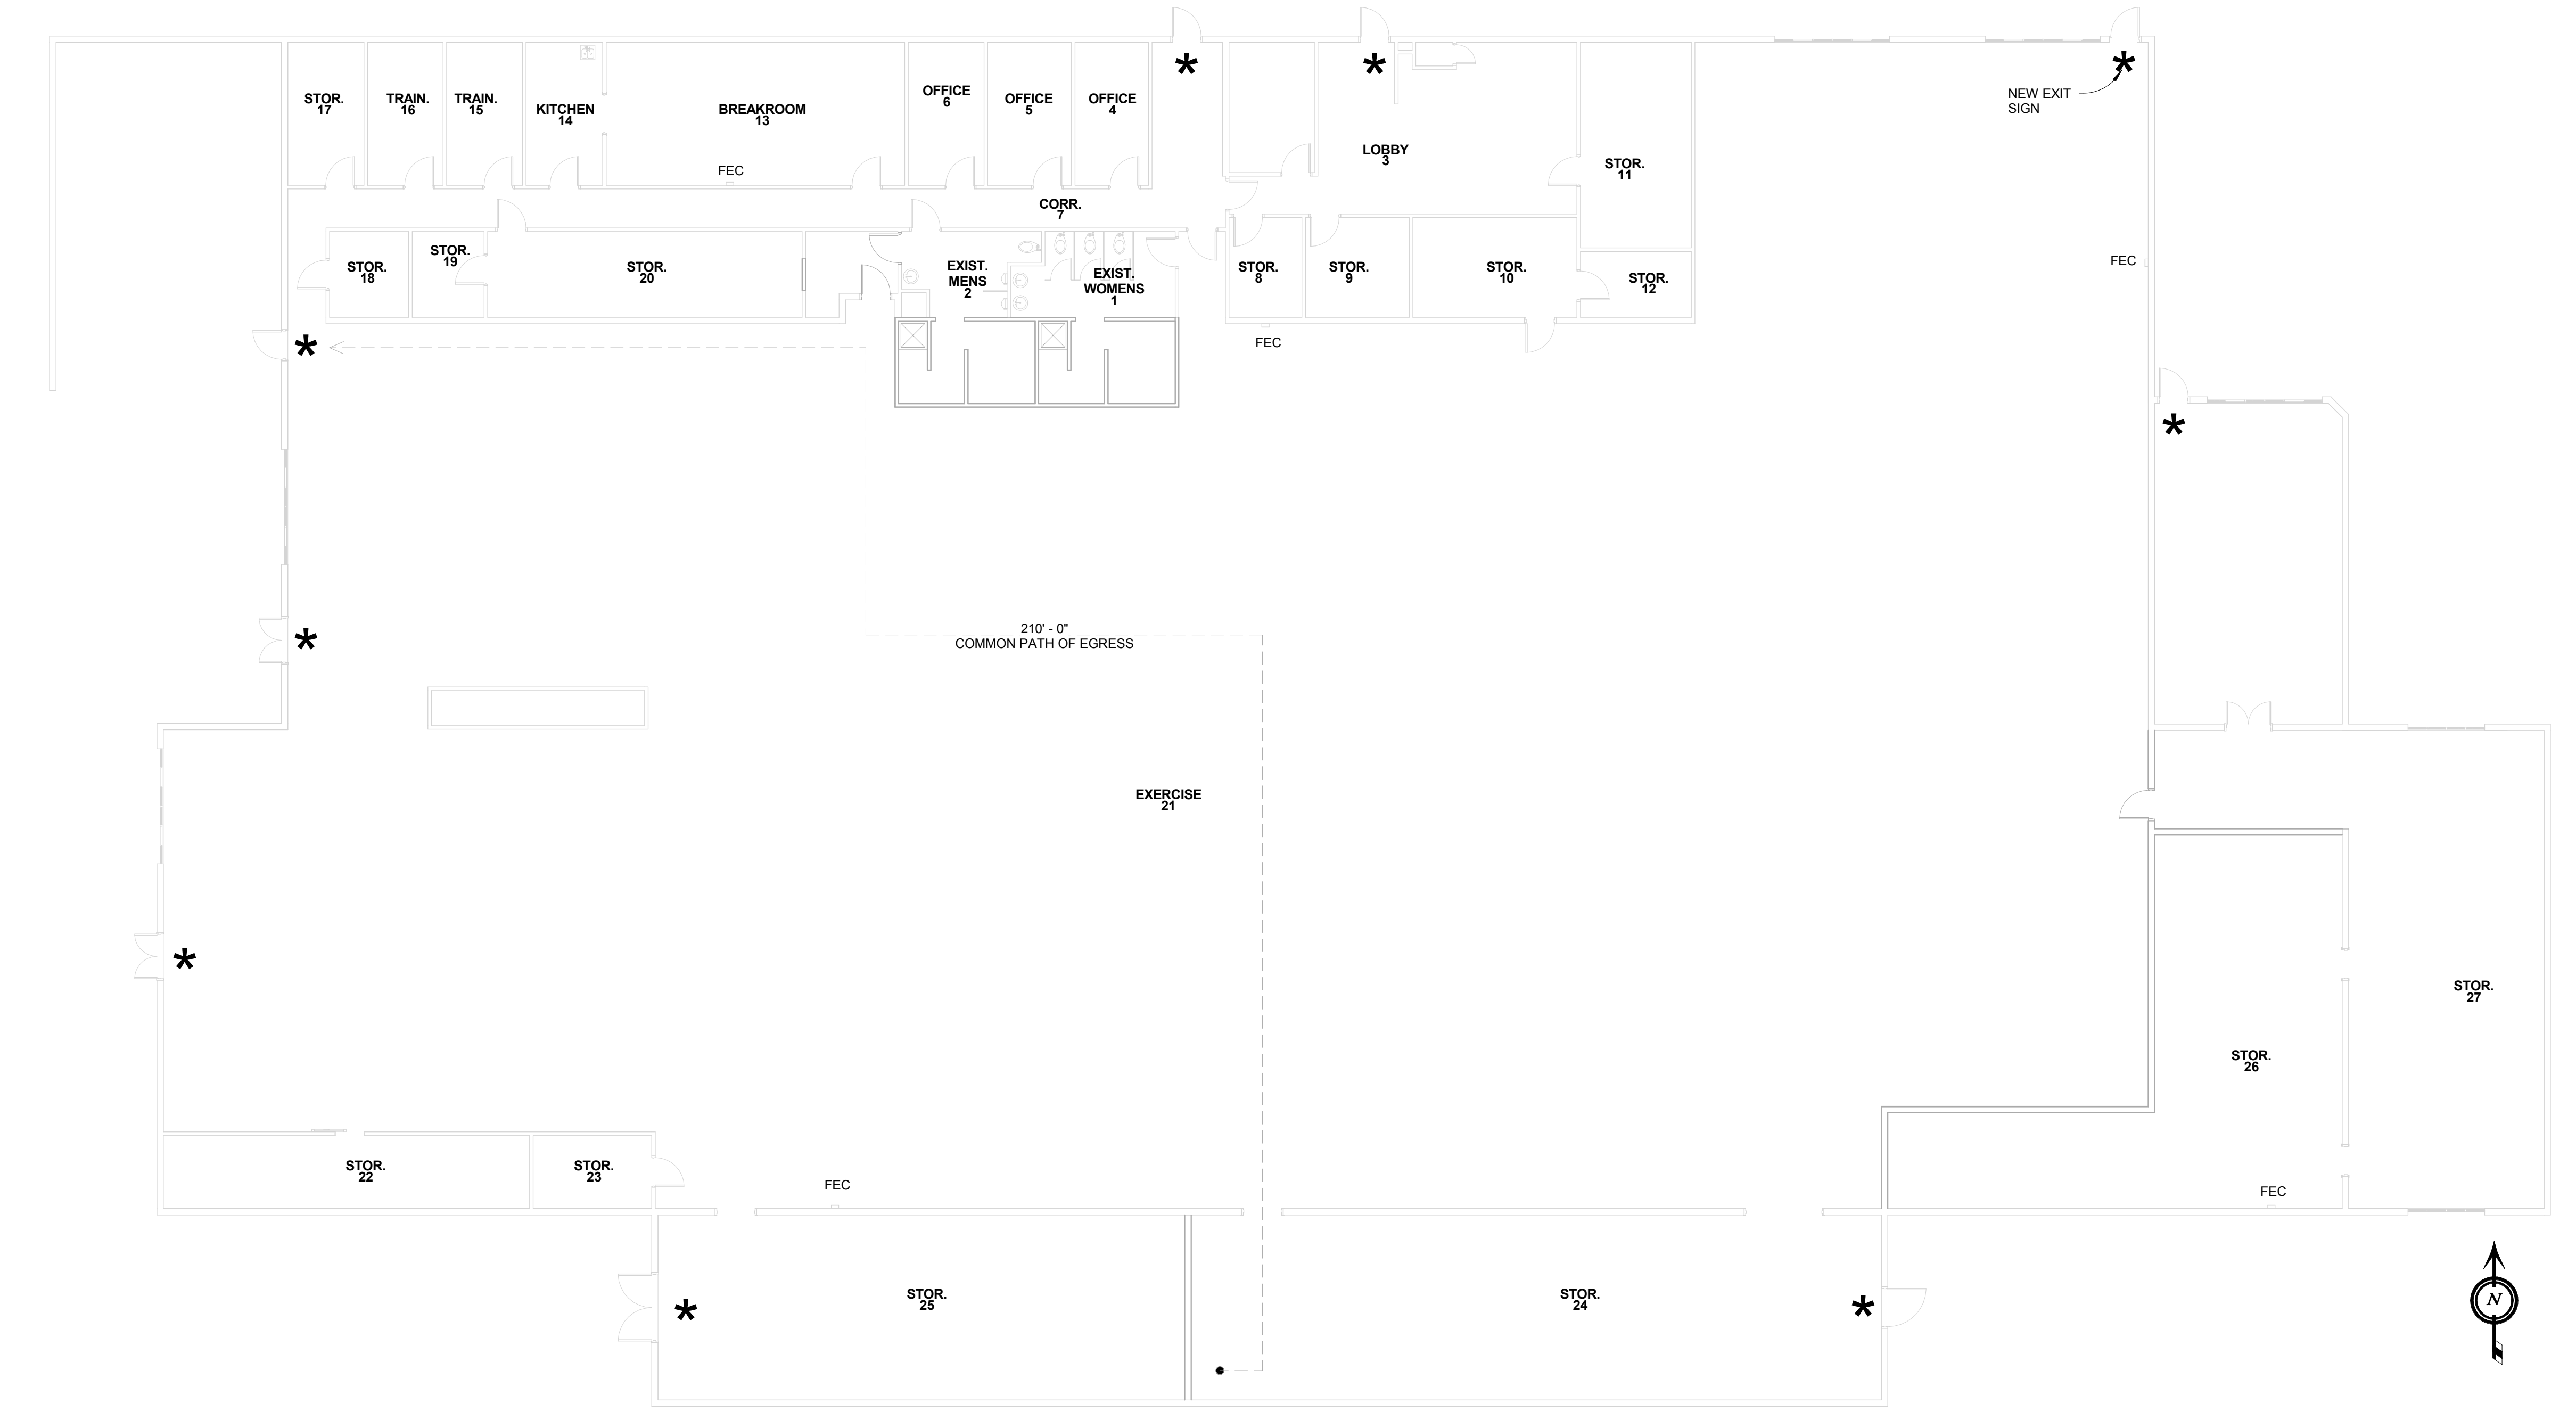 STOR.
17
TRAIN.
16
TRAIN.
15
KITCHEN
14
BREAKROOM
13
FEC
OFFICE
6
OFFICE
5
OFFICE
4
*
*
*
NEW EXIT
SIGN
LOBBY
3
STOR.
11
CORR.
7
STOR.
18
STOR.
19
STOR.
20
EXIST.
MENS
2
EXIST.
WOMENS
1
STOR.
8
STOR.
9
STOR.
10
STOR.
12
FEC
FEC
*
*
*
210' - 0"
COMMON PATH OF EGRESS
EXERCISE
21
*
STOR.
27
STOR.
26
STOR.
22
STOR.
23
FEC
FEC
*
STOR.
25
STOR.
24
*
N